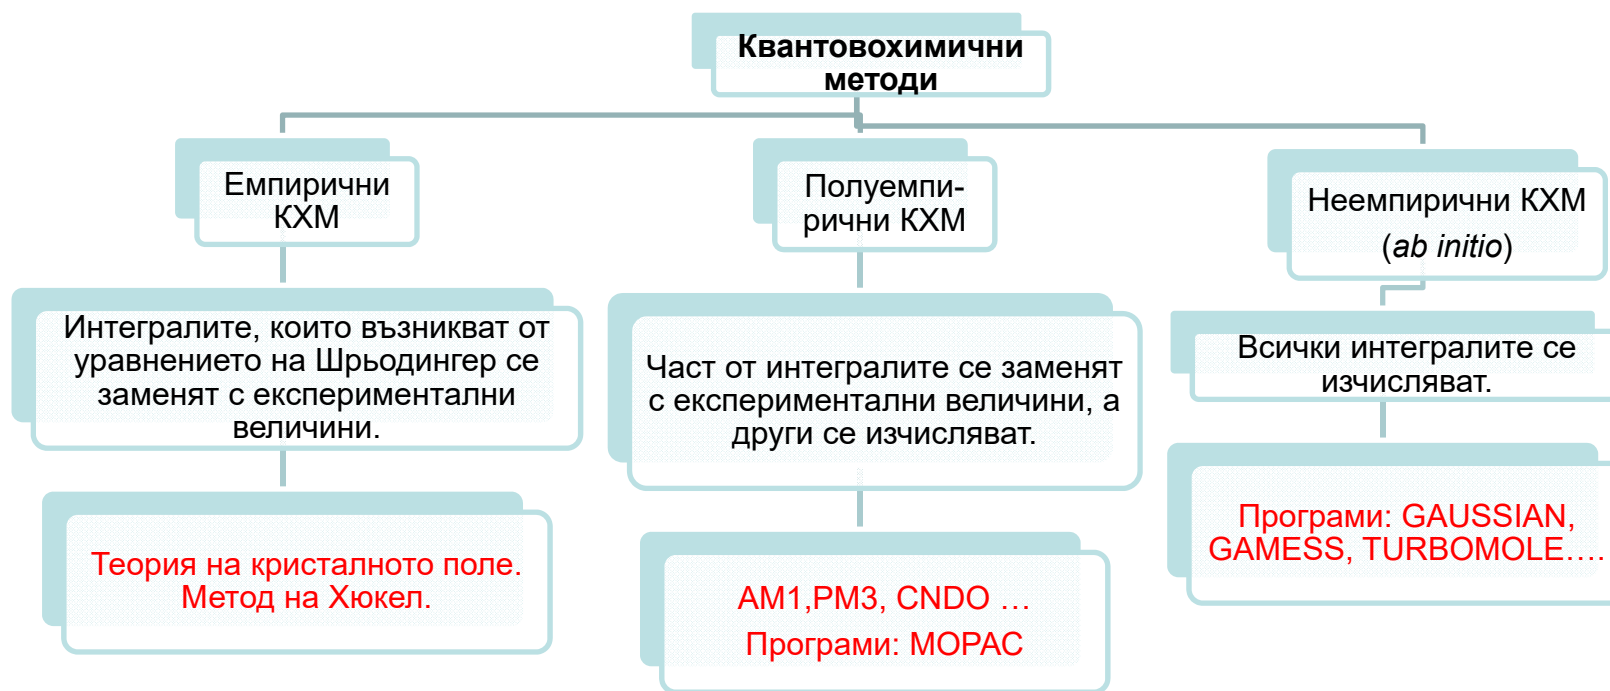 Квантовохимични
методи
Емпирични
КХМ
Полуемпи-
рични КХМ
Неемпирични КХМ
(ab initio)
Интегралите, които възникват от
уравнението на Шрьодингер се
заменят с експериментални
величини.
Част от интегралите се заменят
с експериментални величини, а
други се изчисляват.
Всички интегралите се
изчисляват.
Теория на кристалното поле.
Метод на Хюкел.
AM1,PM3, CNDO …
Програми: MOPAC
Програми: GAUSSIAN,
GAMESS, TURBOMOLE….